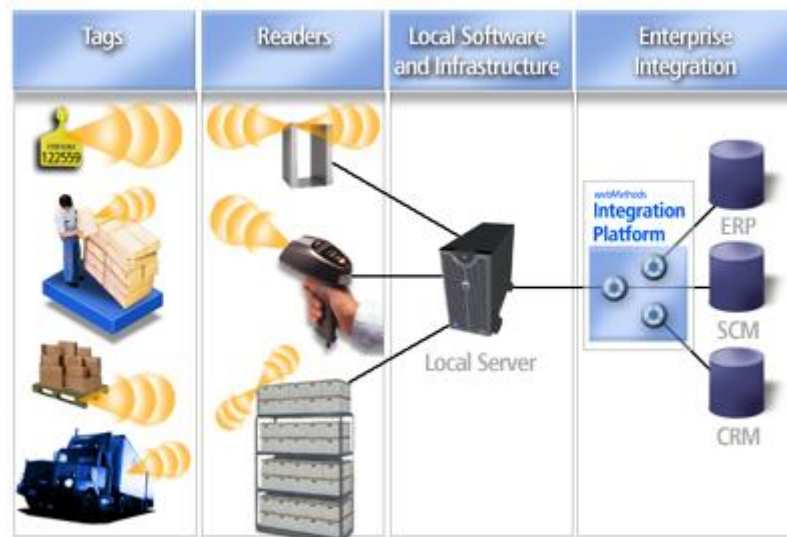 Tags
Readers
Local Software
and Infrastructure
Enterprise
Integration
122559
webMethods
Integration
Platform
ERP
SCM
CRM
Local Server